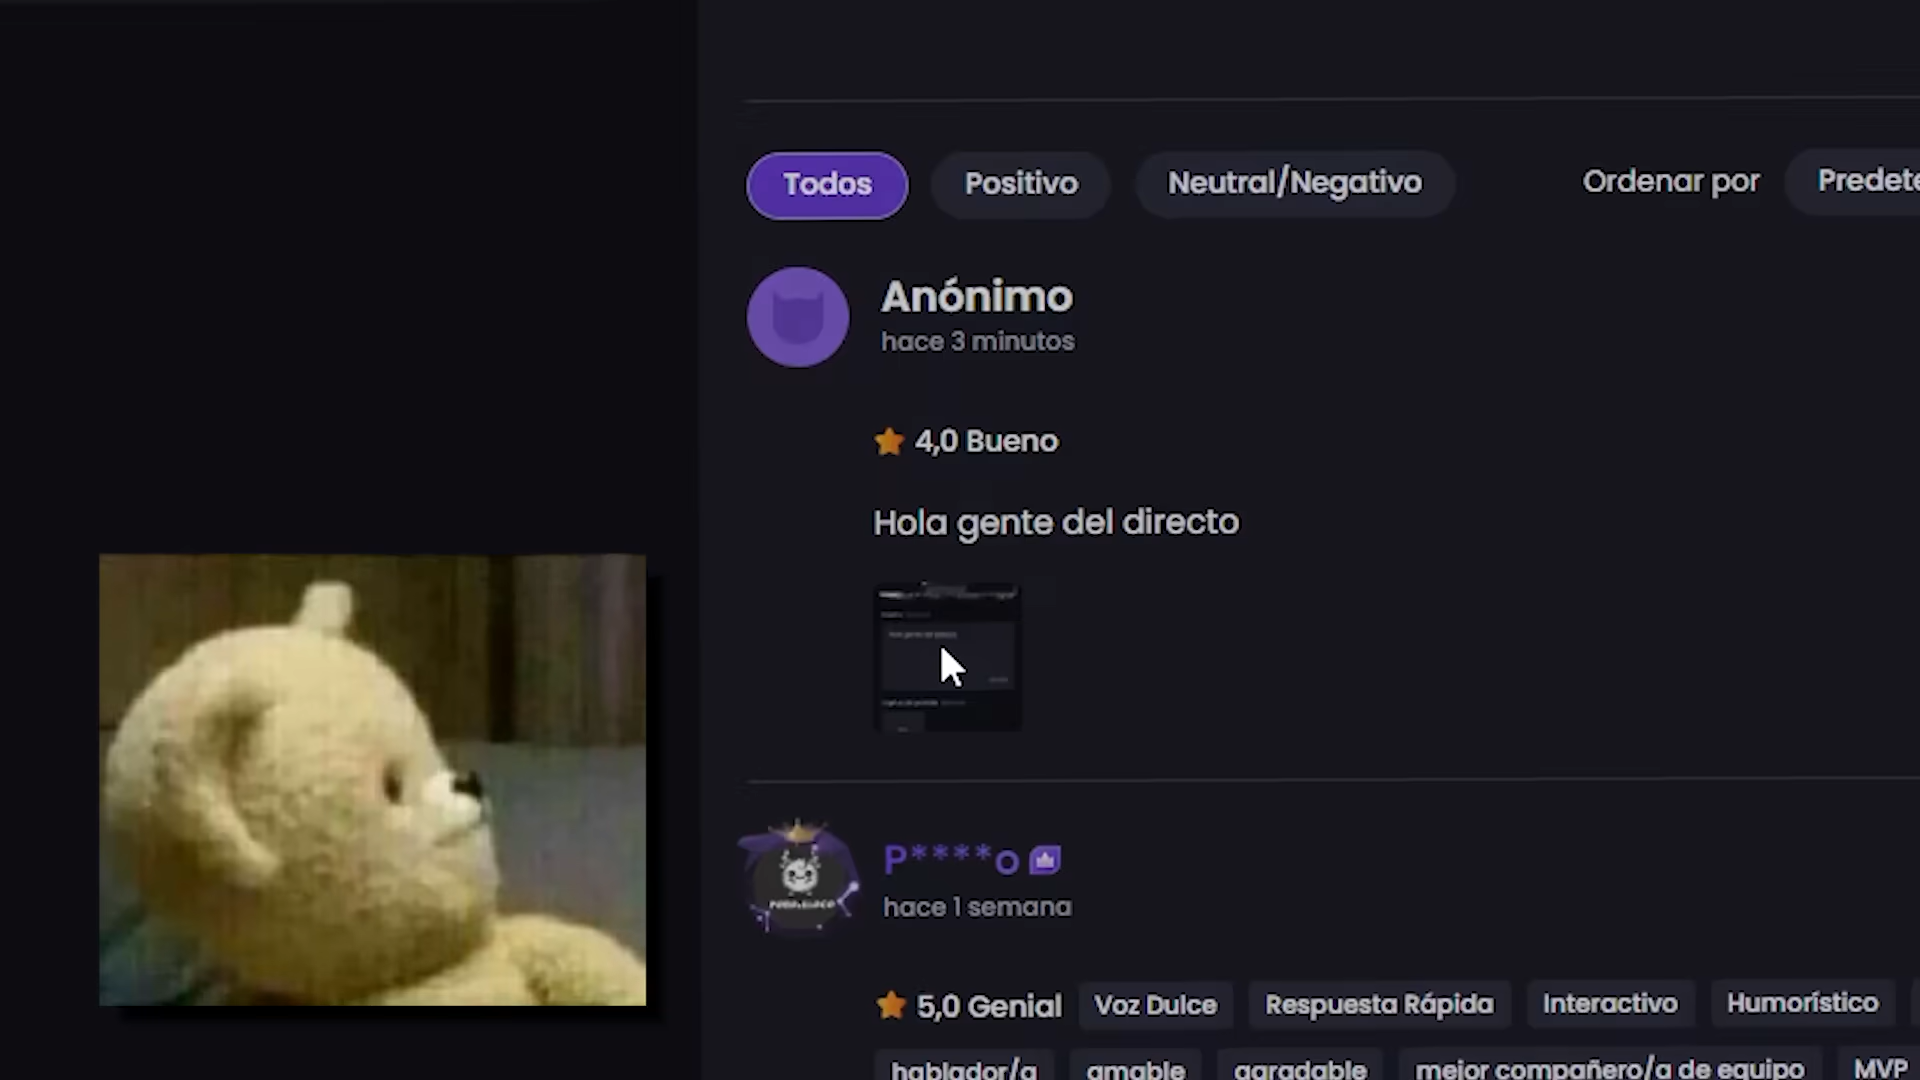 Todos Positivo Neutral/Negativo Ordenar por
Anónimo
hace 3 minutos
4,0 Bueno
Hola gente del directo
P****o
hace 1 semana
5,0 Genial Voz Dulce Respuesta Rápida Interactivo Humorístico
hablador/a amable agradable mejor compañero/a de equipo MVP